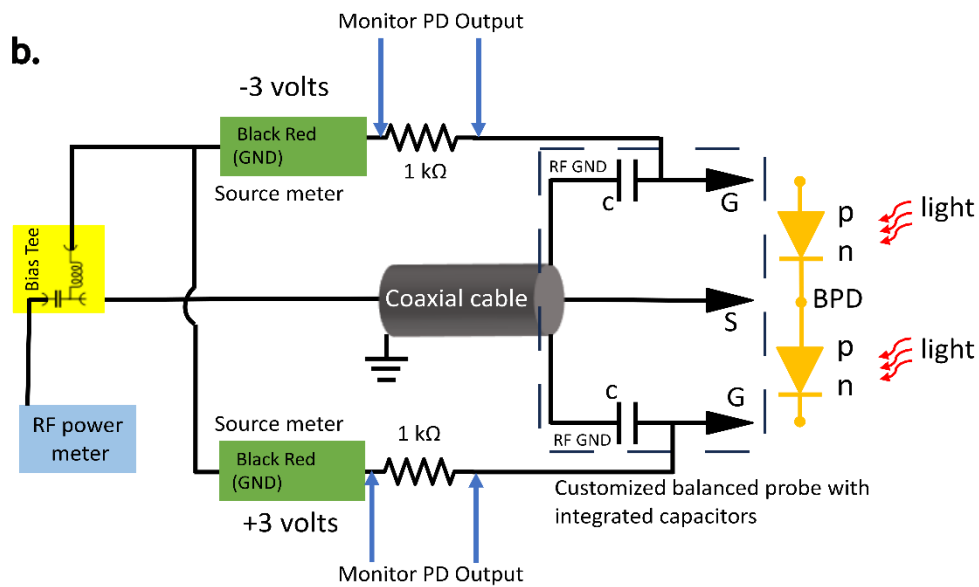 Monitor PD Output
b.
-3 volts
Black Red
(GND)
Source meter
1 kΩ
RF GND
C
G
p
n
light
Bias Tee
Coaxial cable
S
BPD
p
n
light
C
G
RF GND
RF power
meter
Source meter
1 kΩ
Black Red
(GND)
+3 volts
Customized balanced probe with
integrated capacitors
Monitor PD Output